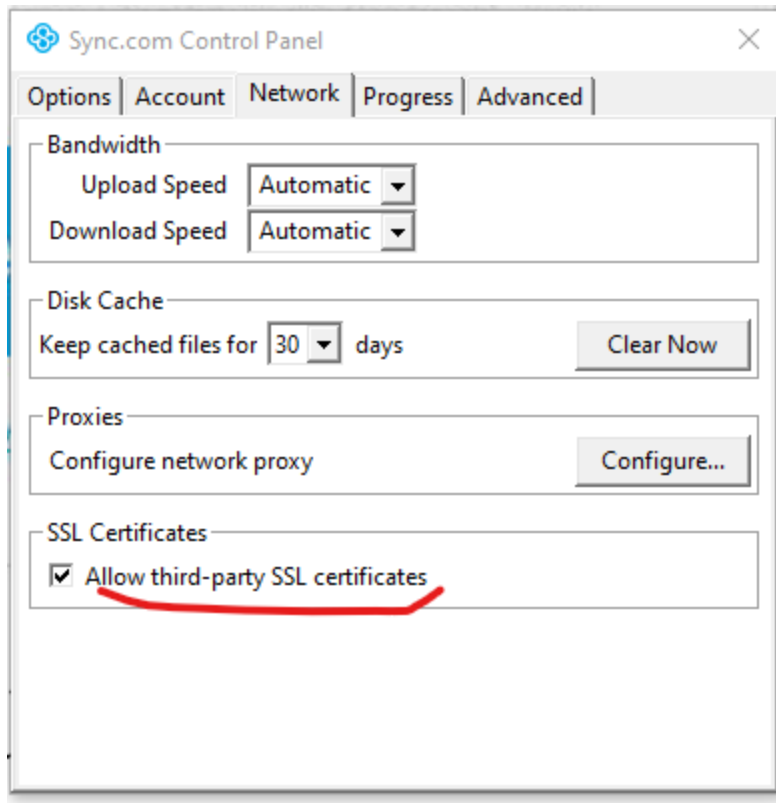 Sync.com Control Panel
Options Account Network Progress Advanced
Bandwidth
Upload Speed Automatic
Download Speed Automatic
Disk Cache
Keep cached files for 30 days Clear Now
Proxies
Configure network proxy Configure...
SSL Certificates
Allow third-party SSL certificates